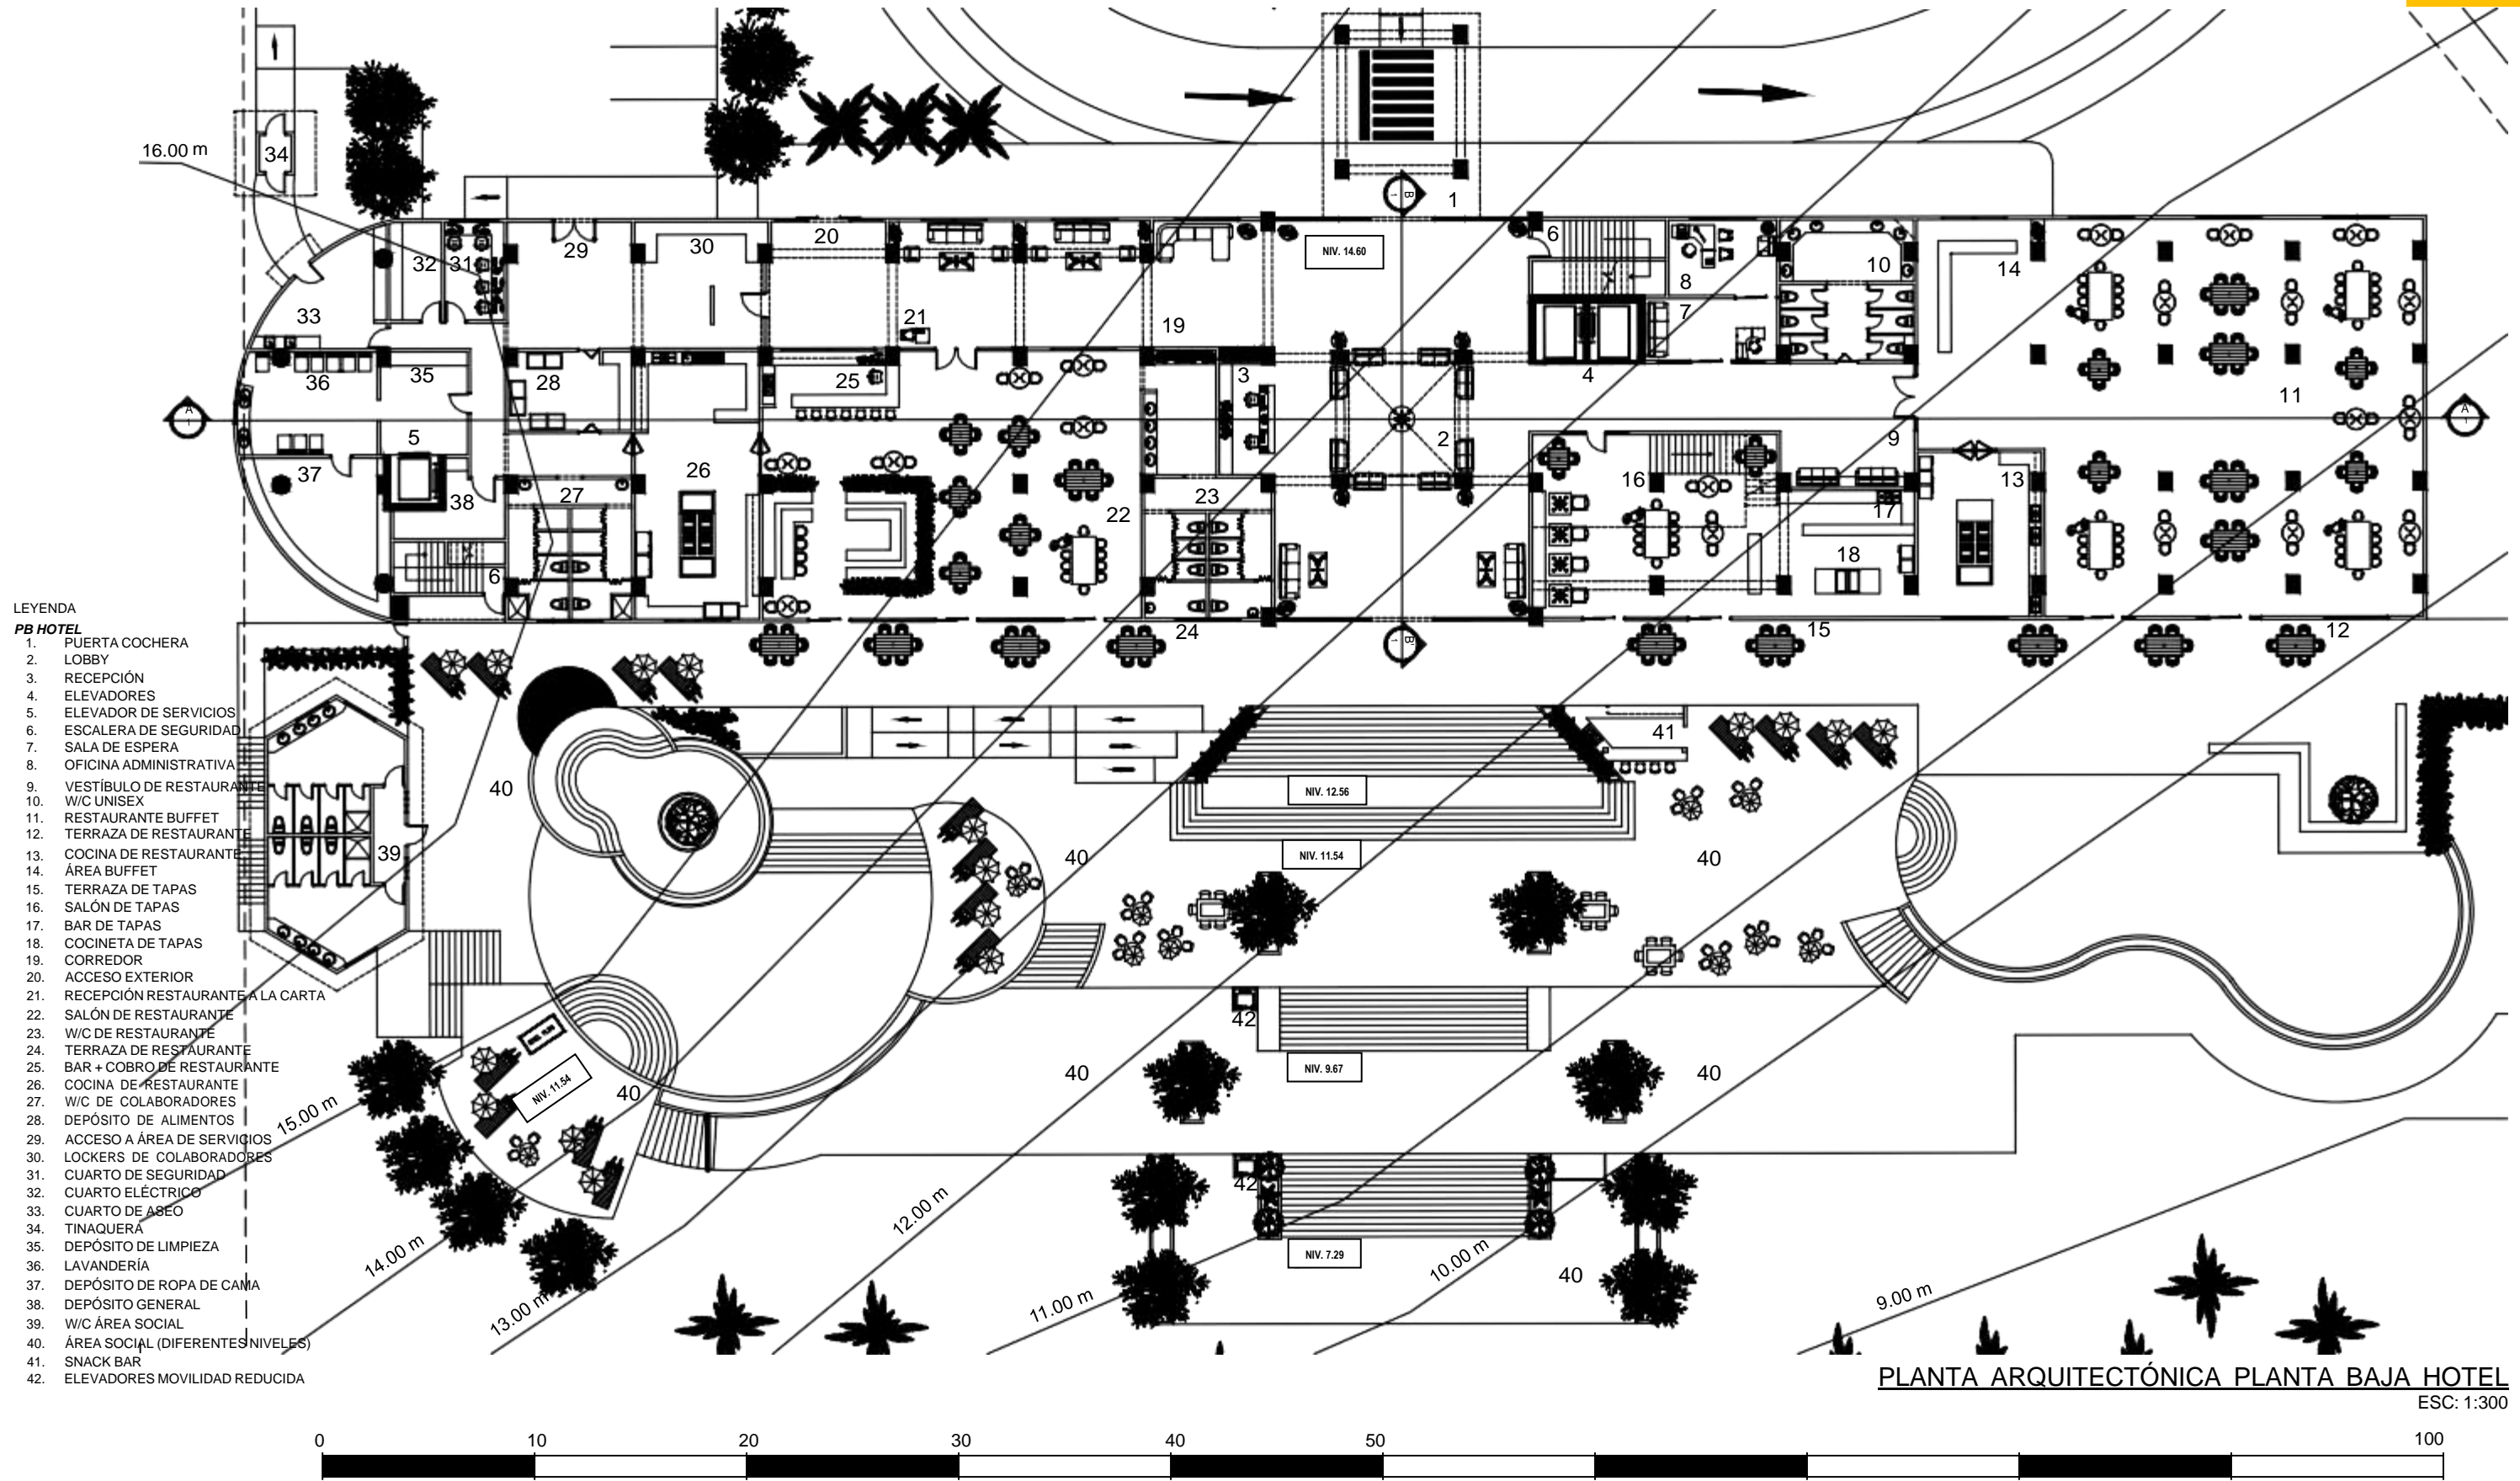 16.00 m
34
1
32
31
29
30
20
NIV. 14.60
6
8
10
14
33
21
19
7
36
35
28
25
3
4
11
A
1
5
2
9
A
1
B
1
37
38
27
26
22
23
16
17
18
13
6
24
15
12
B'
1
LEYENDA
PB HOTEL
1. PUERTA COCHERA
2. LOBBY
3. RECEPCIÓN
4. ELEVADORES
5. ELEVADOR DE SERVICIOS
6. ESCALERA DE SEGURIDAD
7. SALA DE ESPERA
8. OFICINA ADMINISTRATIVA
9. VESTÍBULO DE RESTAURANTE
10. W/C UNISEX
11. RESTAURANTE BUFFET
12. TERRAZA DE RESTAURANTE
13. COCINA DE RESTAURANTE
14. ÁREA BUFFET
15. TERRAZA DE TAPAS
16. SALÓN DE TAPAS
17. BAR DE TAPAS
18. COCINETA DE TAPAS
19. CORREDOR
20. ACCESO EXTERIOR
21. RECEPCIÓN RESTAURANTE A LA CARTA
22. SALÓN DE RESTAURANTE
23. W/C DE RESTAURANTE
24. TERRAZA DE RESTAURANTE
25. BAR + COBRO DE RESTAURANTE
26. COCINA DE RESTAURANTE
27. W/C DE COLABORADORES
28. DEPÓSITO DE ALIMENTOS
29. ACCESO A ÁREA DE SERVICIOS
30. LOCKERS DE COLABORADORES
31. CUARTO DE SEGURIDAD
32. CUARTO ELÉCTRICO
33. CUARTO DE ASEO
34. TINAQUERA
35. DEPÓSITO DE LIMPIEZA
36. LAVANDERÍA
37. DEPÓSITO DE ROPA DE CAMA
38. DEPÓSITO GENERAL
39. W/C ÁREA SOCIAL
40. ÁREA SOCIAL (DIFERENTES NIVELES)
41. SNACK BAR
42. ELEVADORES MOVILIDAD REDUCIDA
41
40
NIV. 12.56
39
40
NIV. 11.54
40
42
NIV. 11.54
40
40
NIV. 9.67
40
15.00 m
42
14.00 m
13.00 m
12.00 m
11.00 m
NIV. 7.29
10.00 m
40
9.00 m
PLANTA ARQUITECTÓNICA PLANTA BAJA HOTEL
ESC: 1:300
0 10 20 30 40 50 100